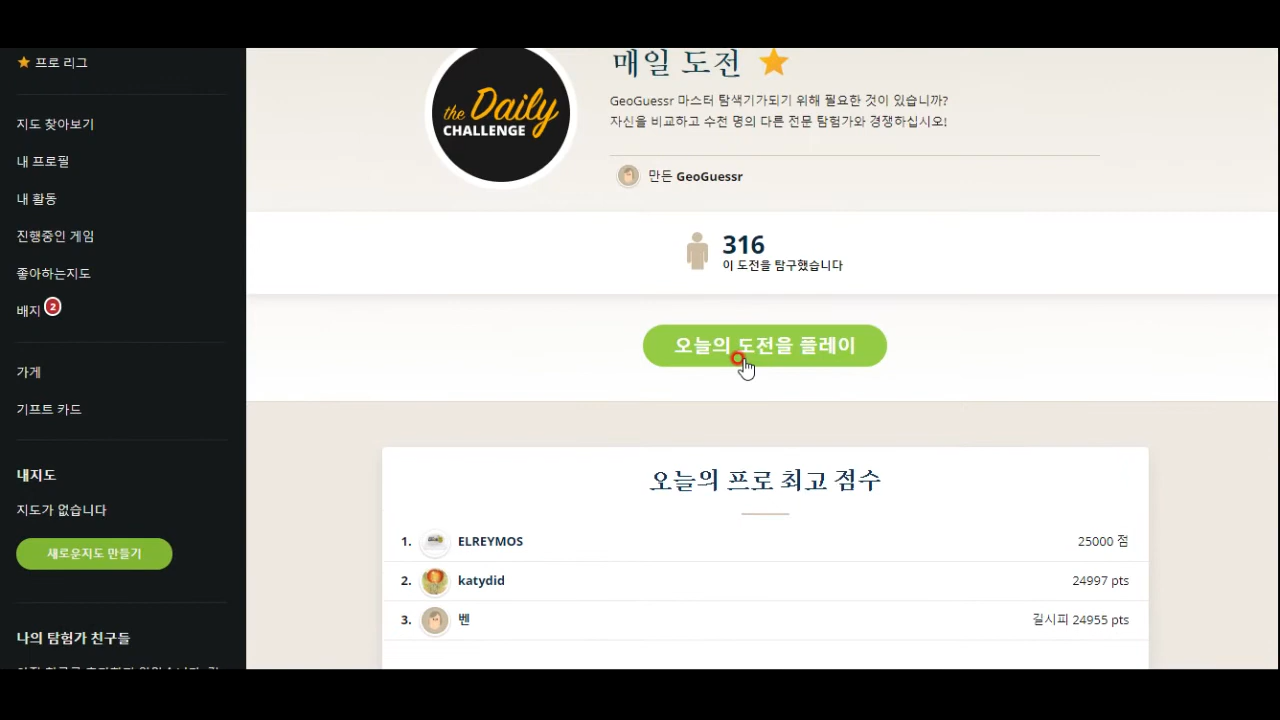 프로 리그
지도 찾아보기
내 프로필
내 활동
진행중인 게임
좋아하는지도
배지 2
가게
기프트 카드
내지도
지도가 없습니다
새로운지도 만들기
나의 탐험가 친구들
the Daily
CHALLENGE
매일 도전
GeoGuessr 마스터 탐색기가되기 위해 필요한 것이 있습니까?
자신을 비교하고 수천 명의 다른 전문 탐험가와 경쟁하십시오!
만든 GeoGuessr
316
이 도전을 탐구했습니다
오늘의 도전을 플레이
오늘의 프로 최고 점수
1. ELREYMOS 25000 점
2. katydid 24997 pts
3. 벤 길시피 24955 pts